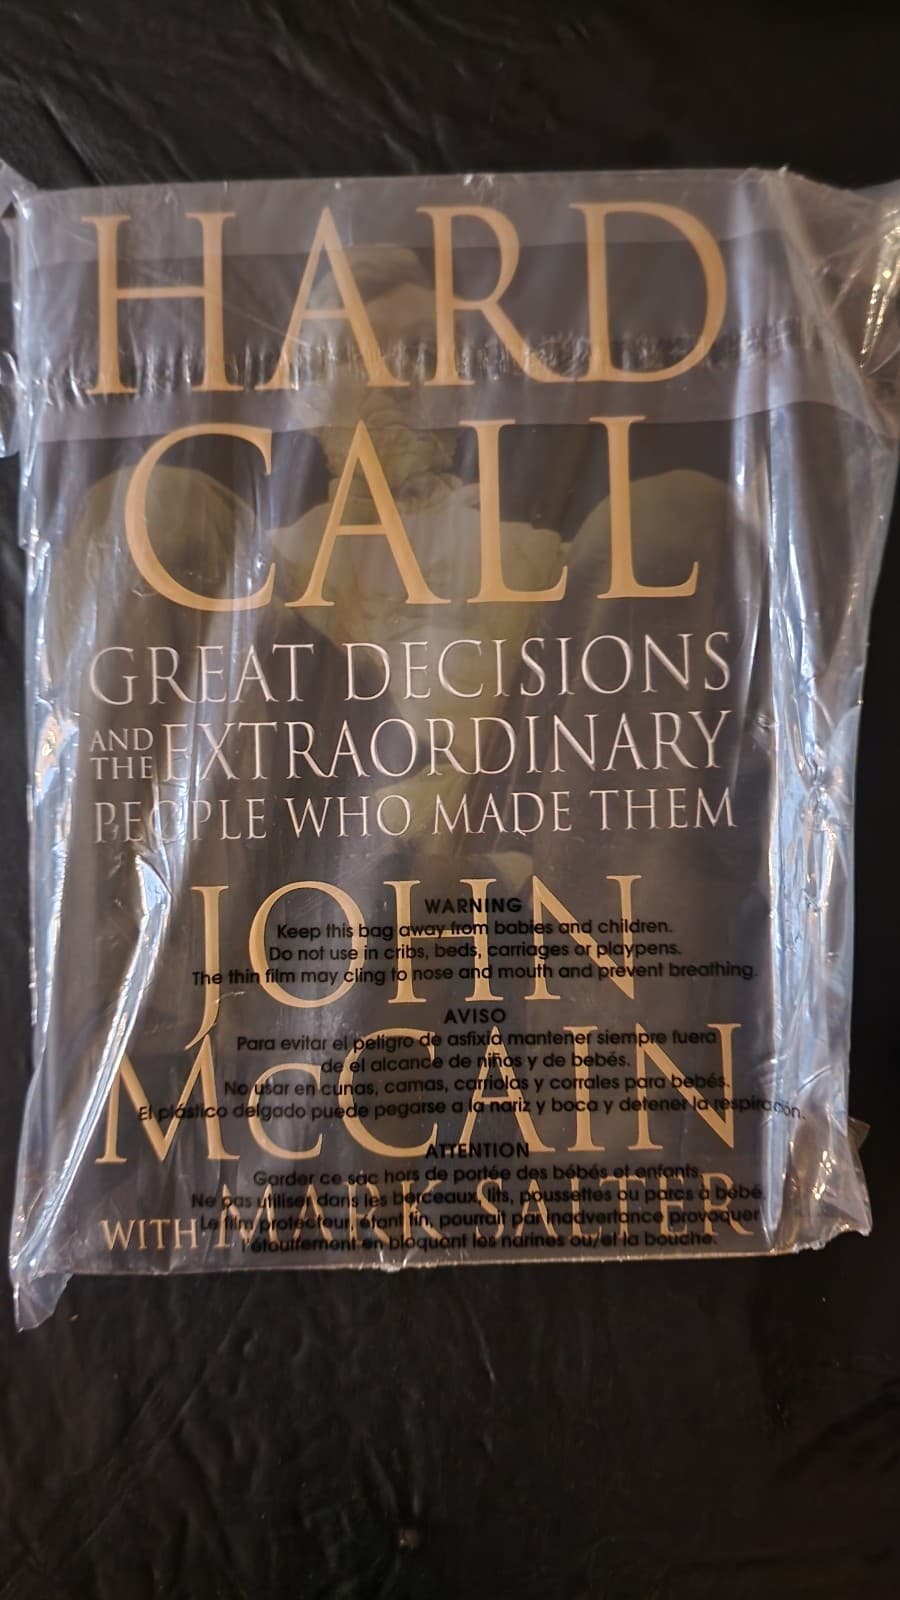 HARD
CALL
GREAT DECISIONS
AND THE EXTRAORDINARY
PEOPLE WHO MADE THEM
JOHN
McCAIN
WITH MARK SALTER
WARNING
Keep this bag away from babies and children.
Do not use in cribs, beds, carriages or playpens.
The thin film may cling to nose and mouth and prevent breathing.
AVISO
Para evitar el peligro de asfixia mantener siempre fuera
de el alcance de niños y de bebés.
No usar en cunas, camas, carriolas y corrales para bebés.
El plástico delgado puede pegarse a la nariz y boca y detener la respiración.
ATTENTION
Garder ce sac hors de portée des bébés et enfants.
Ne pas utiliser dans les berceaux, lits, poussettes ou parcs à bébé.
Le film protecteur, étant fin, pourrait par inadvertance provoquer
l'étouffement en bloquant les narines ou/et la bouche.